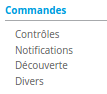 Commandes
Contrôles
Notifications
Découverte
Divers